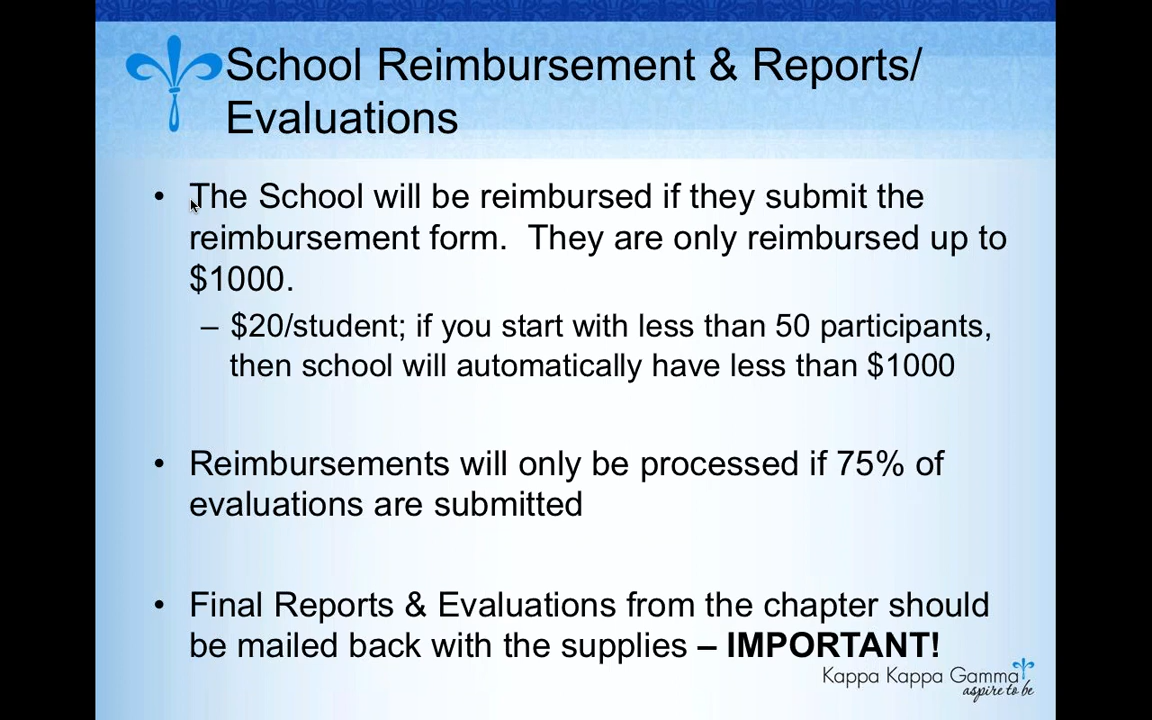 School Reimbursement & Reports/
Evaluations
• The School will be reimbursed if they submit the
reimbursement form.  They are only reimbursed up to
$1000.
– $20/student; if you start with less than 50 participants,
then school will automatically have less than $1000
• Reimbursements will only be processed if 75% of
evaluations are submitted
• Final Reports & Evaluations from the chapter should
be mailed back with the supplies – IMPORTANT!
Kappa Kappa Gamma
aspire to be